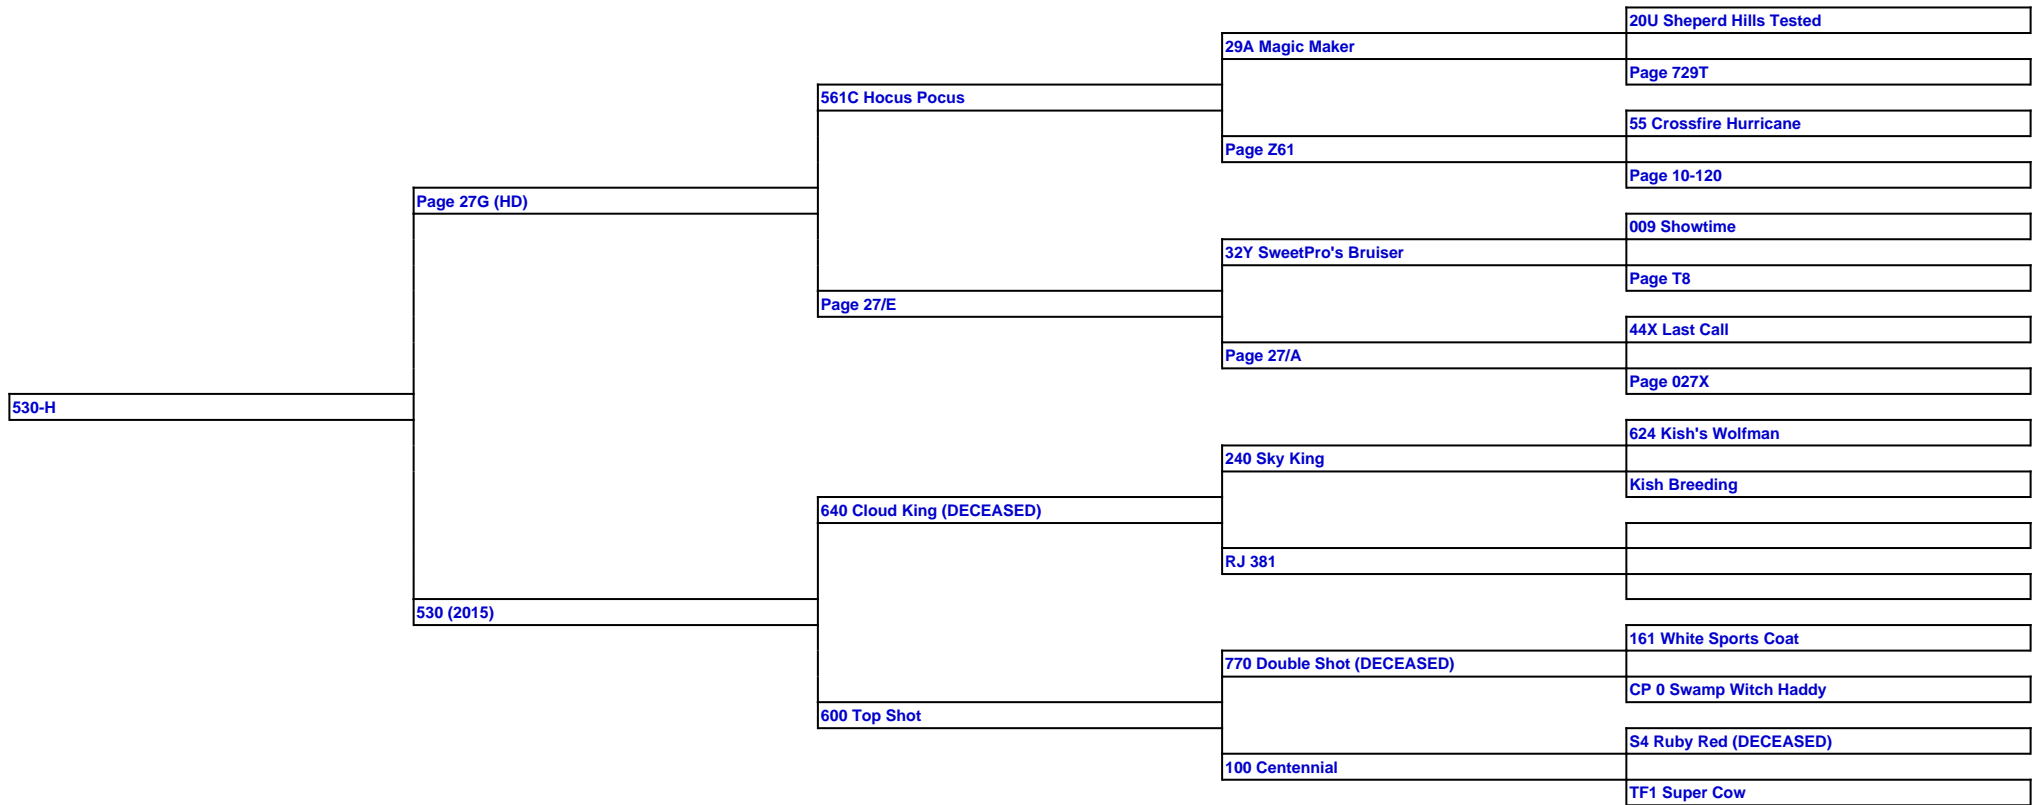 20U Sheperd Hills Tested
29A Magic Maker
Page 729T
561C Hocus Pocus
55 Crossfire Hurricane
Page Z61
Page 10-120
Page 27G (HD)
009 Showtime
32Y SweetPro's Bruiser
Page T8
Page 27/E
44X Last Call
Page 27/A
Page 027X
530-H
624 Kish's Wolfman
240 Sky King
Kish Breeding
640 Cloud King (DECEASED)
RJ 381
530 (2015)
161 White Sports Coat
770 Double Shot (DECEASED)
CP 0 Swamp Witch Haddy
600 Top Shot
S4 Ruby Red (DECEASED)
100 Centennial
TF1 Super Cow